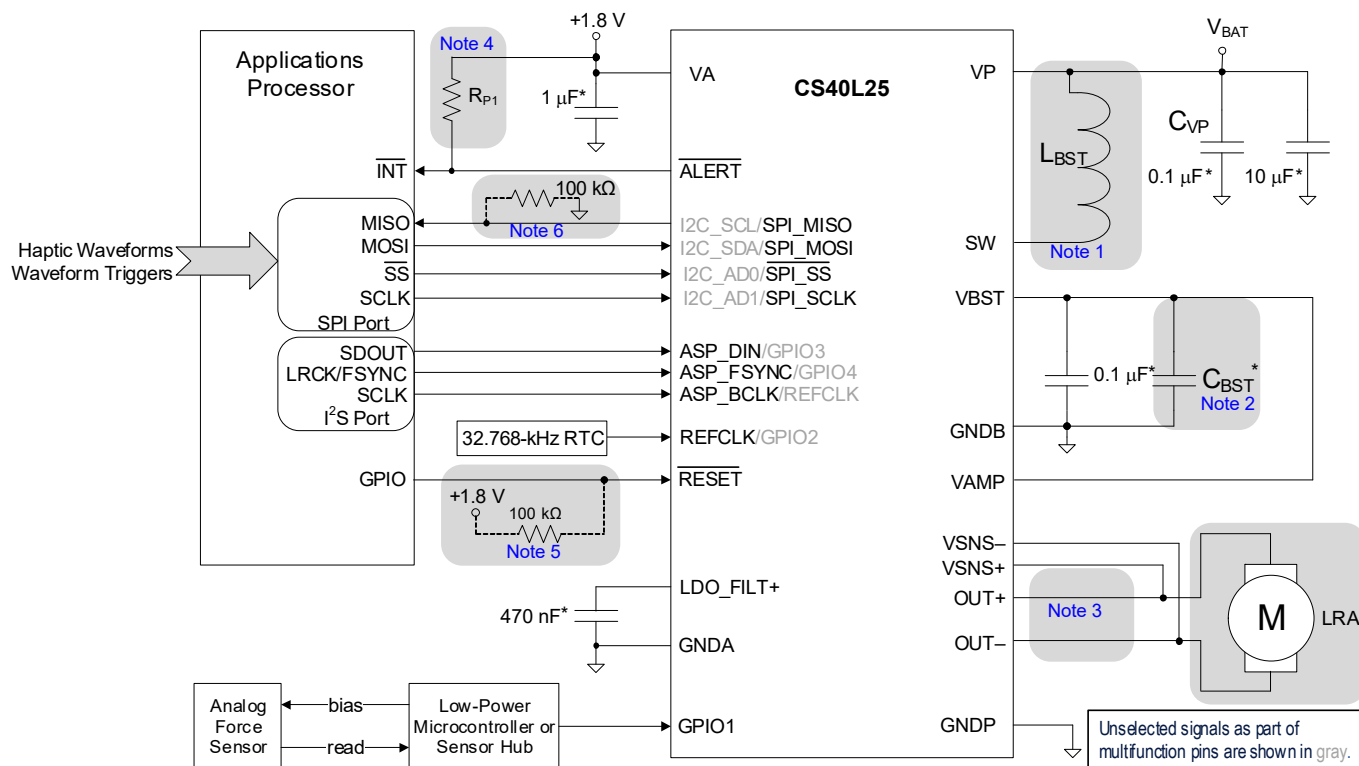 Applications
Processor
Note 4
+1.8 V
R_P1
1 μF*
VA
CS40L25
VP
V_BAT
C_VP
0.1 μF*
10 μF*
L_BST
SW
Note 1
INT
ALERT
100 kΩ
Note 6
Haptic Waveforms
Waveform Triggers
MISO
MOSI
SS
SCLK
SPI Port
I2C_SCL/SPI_MISO
I2C_SDA/SPI_MOSI
I2C_AD0/SPI_SS
I2C_AD1/SPI_SCLK
VBST
0.1 μF*
C_BST*
Note 2
GNDB
VAMP
SDOUT
LRCK/FSYNC
SCLK
I²S Port
ASP_DIN/GPIO3
ASP_FSYNC/GPIO4
ASP_BCLK/REFCLK
32.768-kHz RTC
REFCLK/GPIO2
GPIO
RESET
+1.8 V
100 kΩ
Note 5
VSNS–
VSNS+
OUT+
OUT–
Note 3
M
LRA
LDO_FILT+
470 nF*
GNDA
Analog
Force
Sensor
bias
read
Low-Power
Microcontroller or
Sensor Hub
GPIO1
GNDP
Unselected signals as part of
multifunction pins are shown in gray.